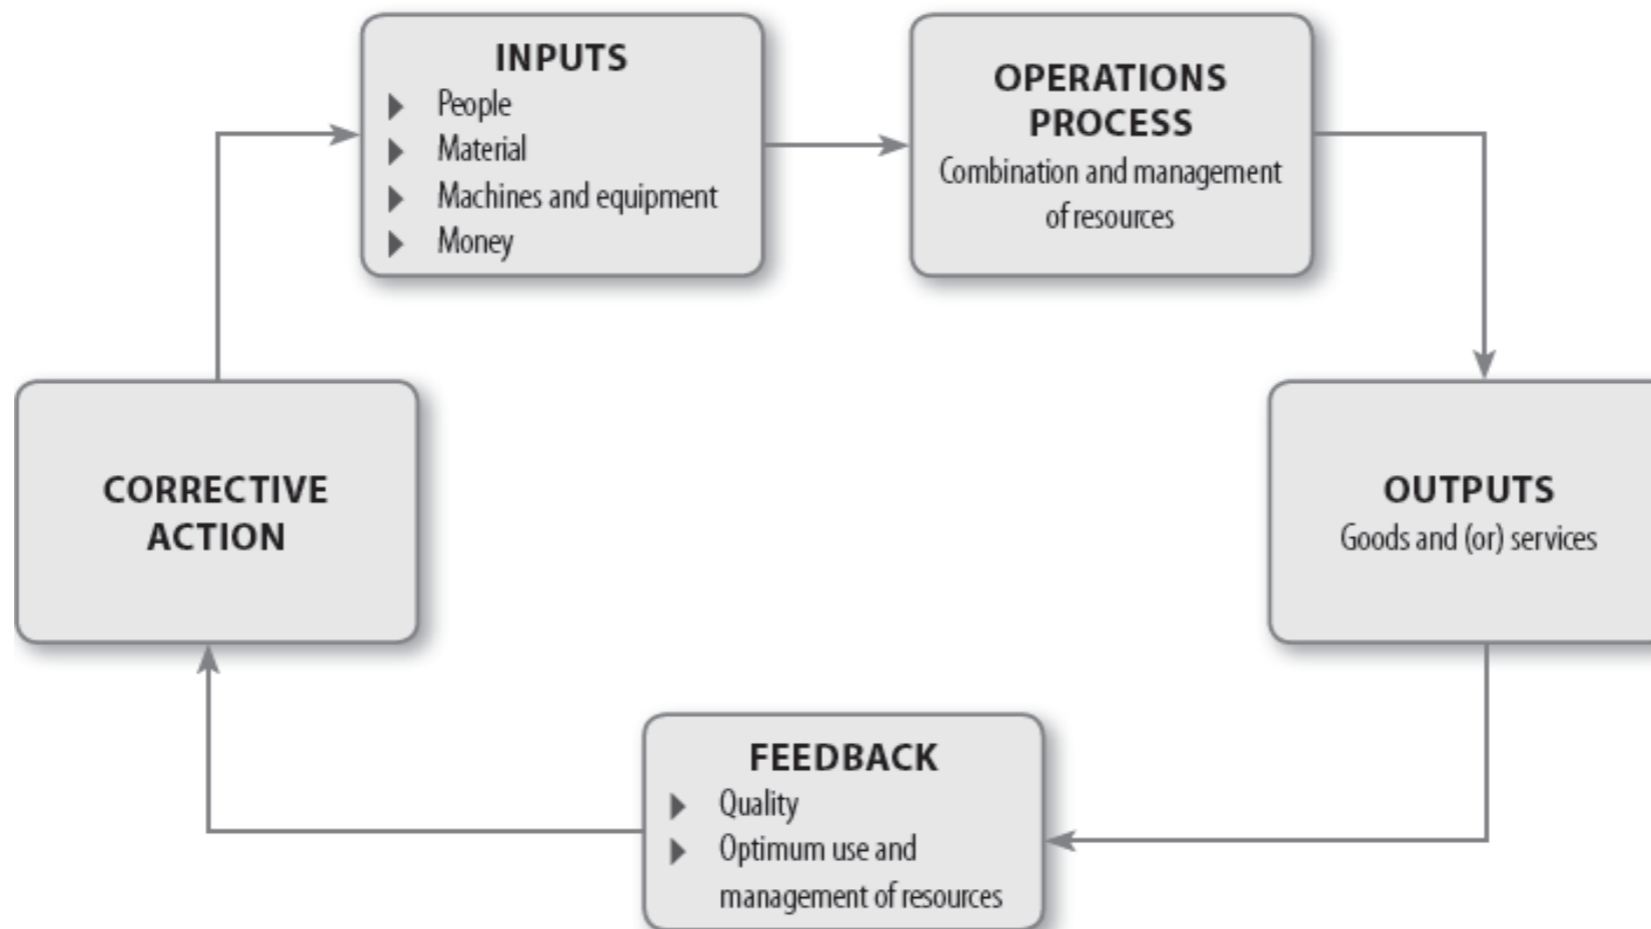 INPUTS
People
Material
Machines and equipment
Money
OPERATIONS
PROCESS
Combination and management
of resources
OUTPUTS
Goods and (or) services
FEEDBACK
Quality
Optimum use and
management of resources
CORRECTIVE
ACTION